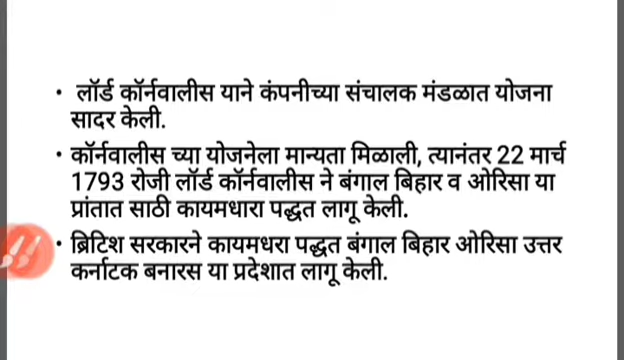 • लॉर्ड कॉर्नवालीस याने कंपनीच्या संचालक मंडळात योजना
सादर केली.
• कॉर्नवालीस च्या योजनेला मान्यता मिळाली, त्यानंतर 22 मार्च
1793 रोजी लॉर्ड कॉर्नवालीस ने बंगाल बिहार व ओरिसा या
प्रांतात साठी कायमधारा पद्धत लागू केली.
• ब्रिटिश सरकारने कायमधरा पद्धत बंगाल बिहार ओरिसा उत्तर
कर्नाटक बनारस या प्रदेशात लागू केली.